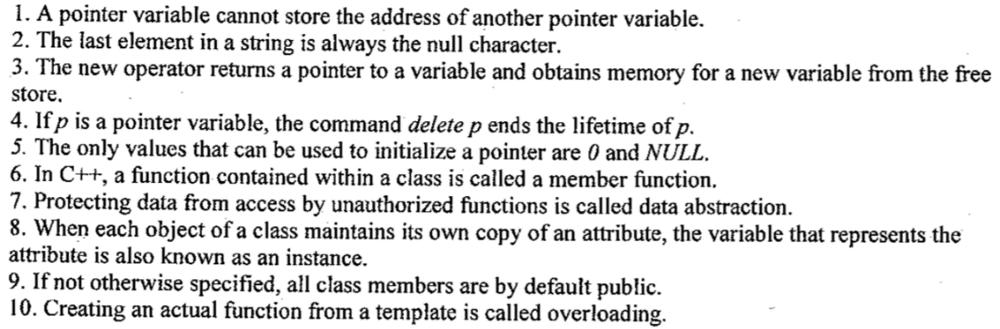 1. A pointer variable cannot store the address of another pointer variable.
2. The last element in a string is always the null character.
3. The new operator returns a pointer to a variable and obtains memory for a new variable from the free
store.
4. If p is a pointer variable, the command delete p ends the lifetime of p.
5. The only values that can be used to initialize a pointer are 0 and NULL.
6. In C++, a function contained within a class is called a member function.
7. Protecting data from access by unauthorized functions is called data abstraction.
8. When each object of a class maintains its own copy of an attribute, the variable that represents the
attribute is also known as an instance.
9. If not otherwise specified, all class members are by default public.
10. Creating an actual function from a template is called overloading.